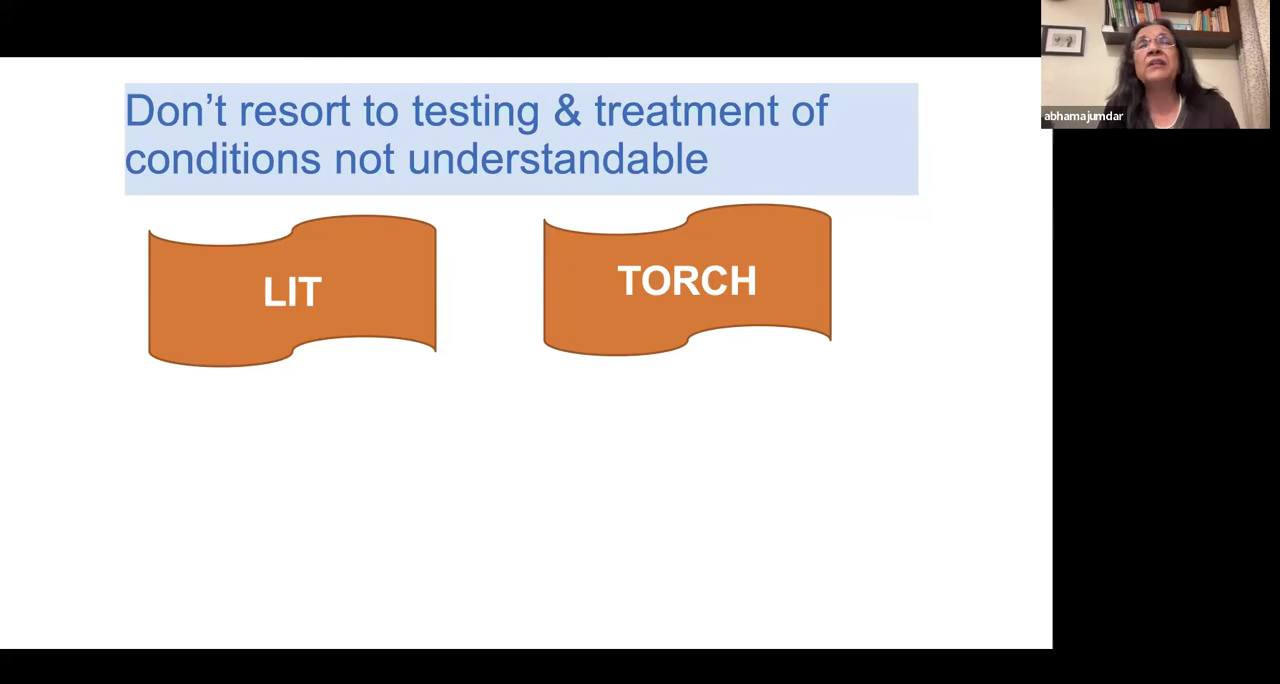 Don’t resort to testing & treatment of
conditions not understandable
LIT
TORCH
abhamajumdar